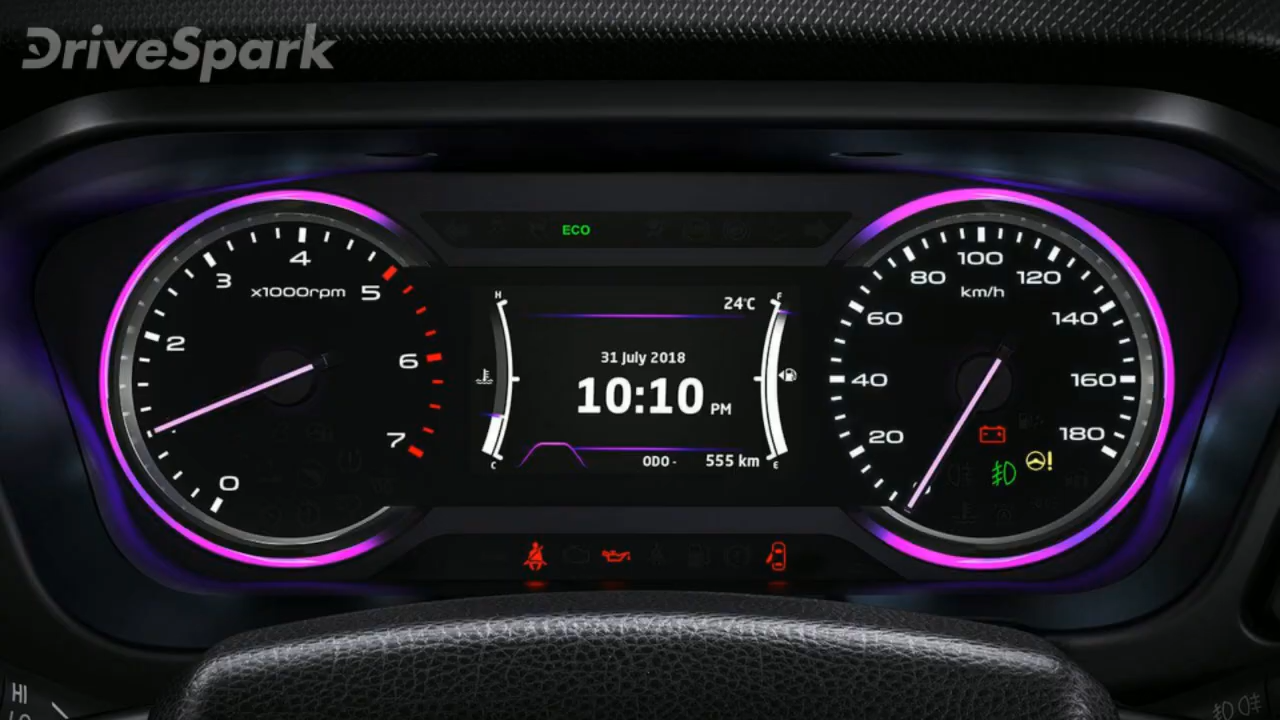 DriveSpark
ECO
0
2
3
4
5
6
7
x1000rpm
H
C
24°C
31 July 2018
10:10 PM
ODO - 555 km
F
E
20
40
60
80
100
120
140
160
180
km/h
HI